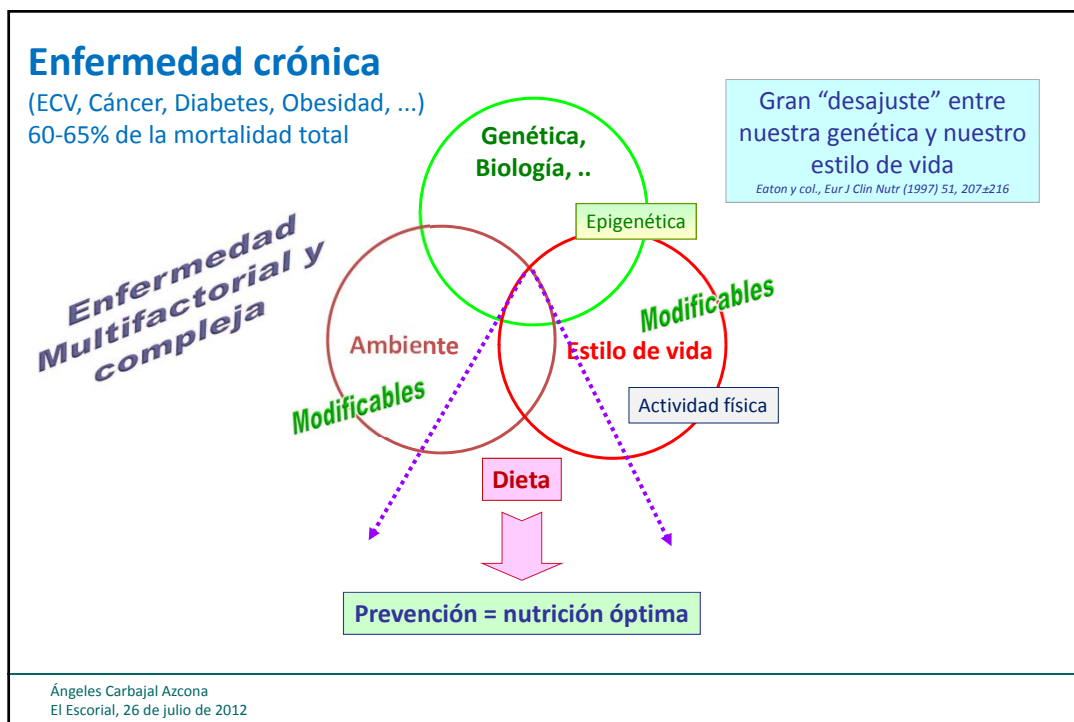 Enfermedad crónica
(ECV, Cáncer, Diabetes, Obesidad, ...)
60-65% de la mortalidad total
Gran “desajuste” entre
nuestra genética y nuestro
estilo de vida
Eaton y col., Eur J Clin Nutr (1997) 51, 207±216
Genética,
Biología, ..
Epigenética
Enfermedad
Multifactorial y
compleja
Modificables
Ambiente
Estilo de vida
Modificables
Actividad física
Dieta
Prevención = nutrición óptima
Ángeles Carbajal Azcona
El Escorial, 26 de julio de 2012